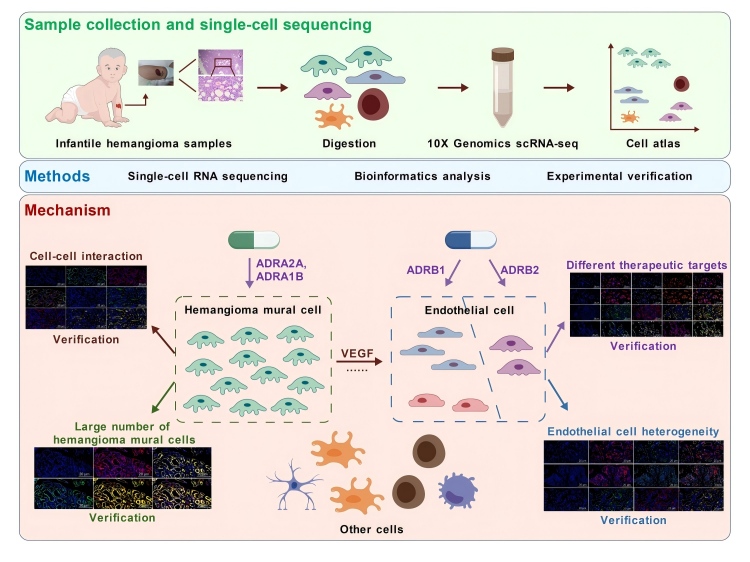 Sample collection and single-cell sequencing
Infantile hemangioma samples
Digestion
10X Genomics scRNA-seq
Cell atlas
Methods
Single-cell RNA sequencing
Bioinformatics analysis
Experimental verification
Mechanism
Cell-cell interaction
Verification
ADRA2A,
ADRA1B
ADRB1
ADRB2
Different therapeutic targets
Verification
Hemangioma mural cell
VEGF
......
Endothelial cell
Large number of
hemangioma mural cells
Verification
Endothelial cell heterogeneity
Verification
Other cells